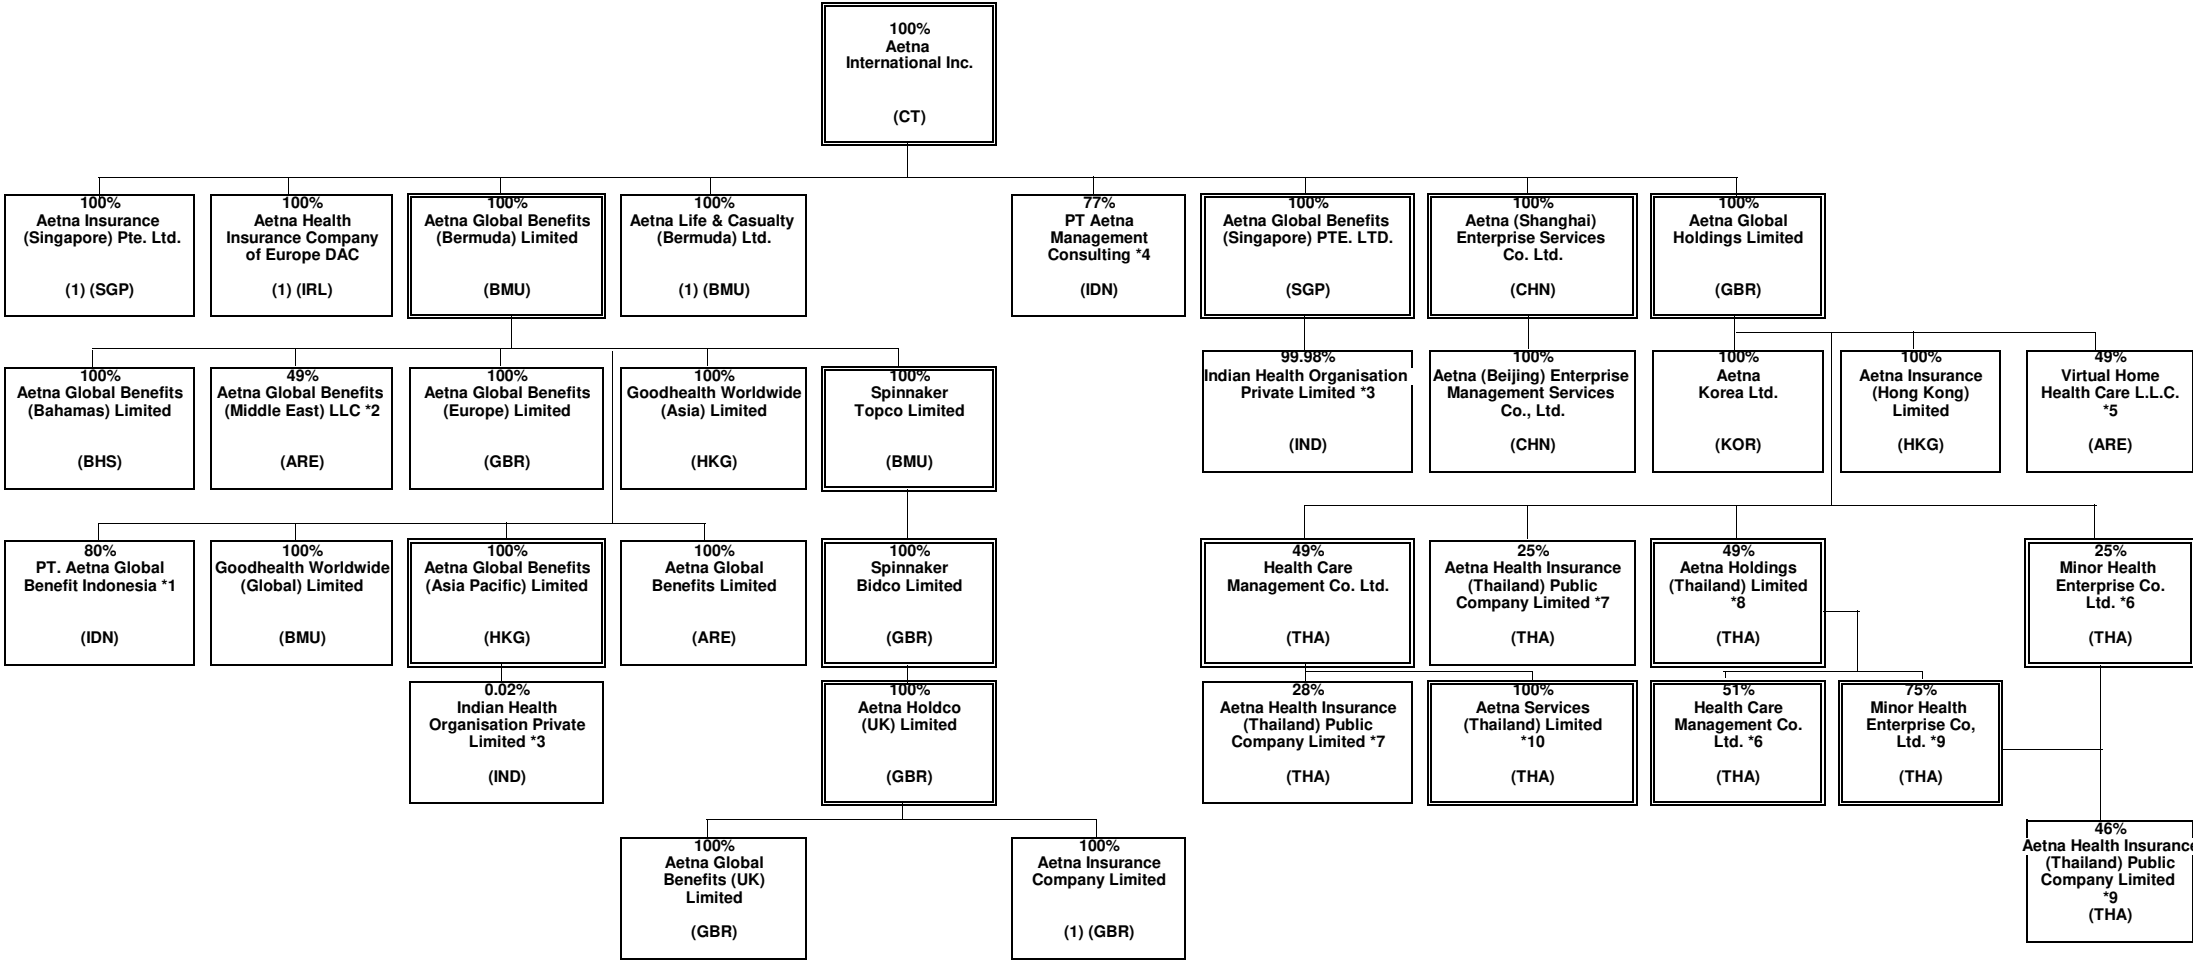 100%
Aetna
International Inc.
(CT)
100%
Aetna Insurance
(Singapore) Pte. Ltd.
(1) (SGP)
100%
Aetna Health
Insurance Company
of Europe DAC
(1) (IRL)
100%
Aetna Global Benefits
(Bermuda) Limited
(BMU)
100%
Aetna Life & Casualty
(Bermuda) Ltd.
(1) (BMU)
77%
PT Aetna
Management
Consulting *4
(IDN)
100%
Aetna Global Benefits
(Singapore) PTE. LTD.
(SGP)
100%
Aetna (Shanghai)
Enterprise Services
Co. Ltd.
(CHN)
100%
Aetna Global
Holdings Limited
(GBR)
100%
Aetna Global Benefits
(Bahamas) Limited
(BHS)
49%
Aetna Global Benefits
(Middle East) LLC *2
(ARE)
100%
Aetna Global Benefits
(Europe) Limited
(GBR)
100%
Goodhealth Worldwide
(Asia) Limited
(HKG)
100%
Spinnaker
Topco Limited
(BMU)
99.98%
Indian Health Organisation
Private Limited *3
(IND)
100%
Aetna (Beijing) Enterprise
Management Services
Co., Ltd.
(CHN)
100%
Aetna
Korea Ltd.
(KOR)
100%
Aetna Insurance
(Hong Kong)
Limited
(HKG)
49%
Virtual Home
Health Care L.L.C.
*5
(ARE)
80%
PT. Aetna Global
Benefit Indonesia *1
(IDN)
100%
Goodhealth Worldwide
(Global) Limited
(BMU)
100%
Aetna Global Benefits
(Asia Pacific) Limited
(HKG)
100%
Aetna Global
Benefits Limited
(ARE)
100%
Spinnaker
Bidco Limited
(GBR)
49%
Health Care
Management Co. Ltd.
(THA)
25%
Aetna Health Insurance
(Thailand) Public
Company Limited *7
(THA)
49%
Aetna Holdings
(Thailand) Limited
*8
(THA)
25%
Minor Health
Enterprise Co.
Ltd. *6
(THA)
0.02%
Indian Health
Organisation Private
Limited *3
(IND)
100%
Aetna Holdco
(UK) Limited
(GBR)
28%
Aetna Health Insurance
(Thailand) Public
Company Limited *7
(THA)
100%
Aetna Services
(Thailand) Limited
*10
(THA)
51%
Health Care
Management Co.
Ltd. *6
(THA)
75%
Minor Health
Enterprise Co,
Ltd. *9
(THA)
100%
Aetna Global
Benefits (UK)
Limited
(GBR)
100%
Aetna Insurance
Company Limited
(1) (GBR)
46%
Aetna Health Insurance
(Thailand) Public
Company Limited
*9
(THA)